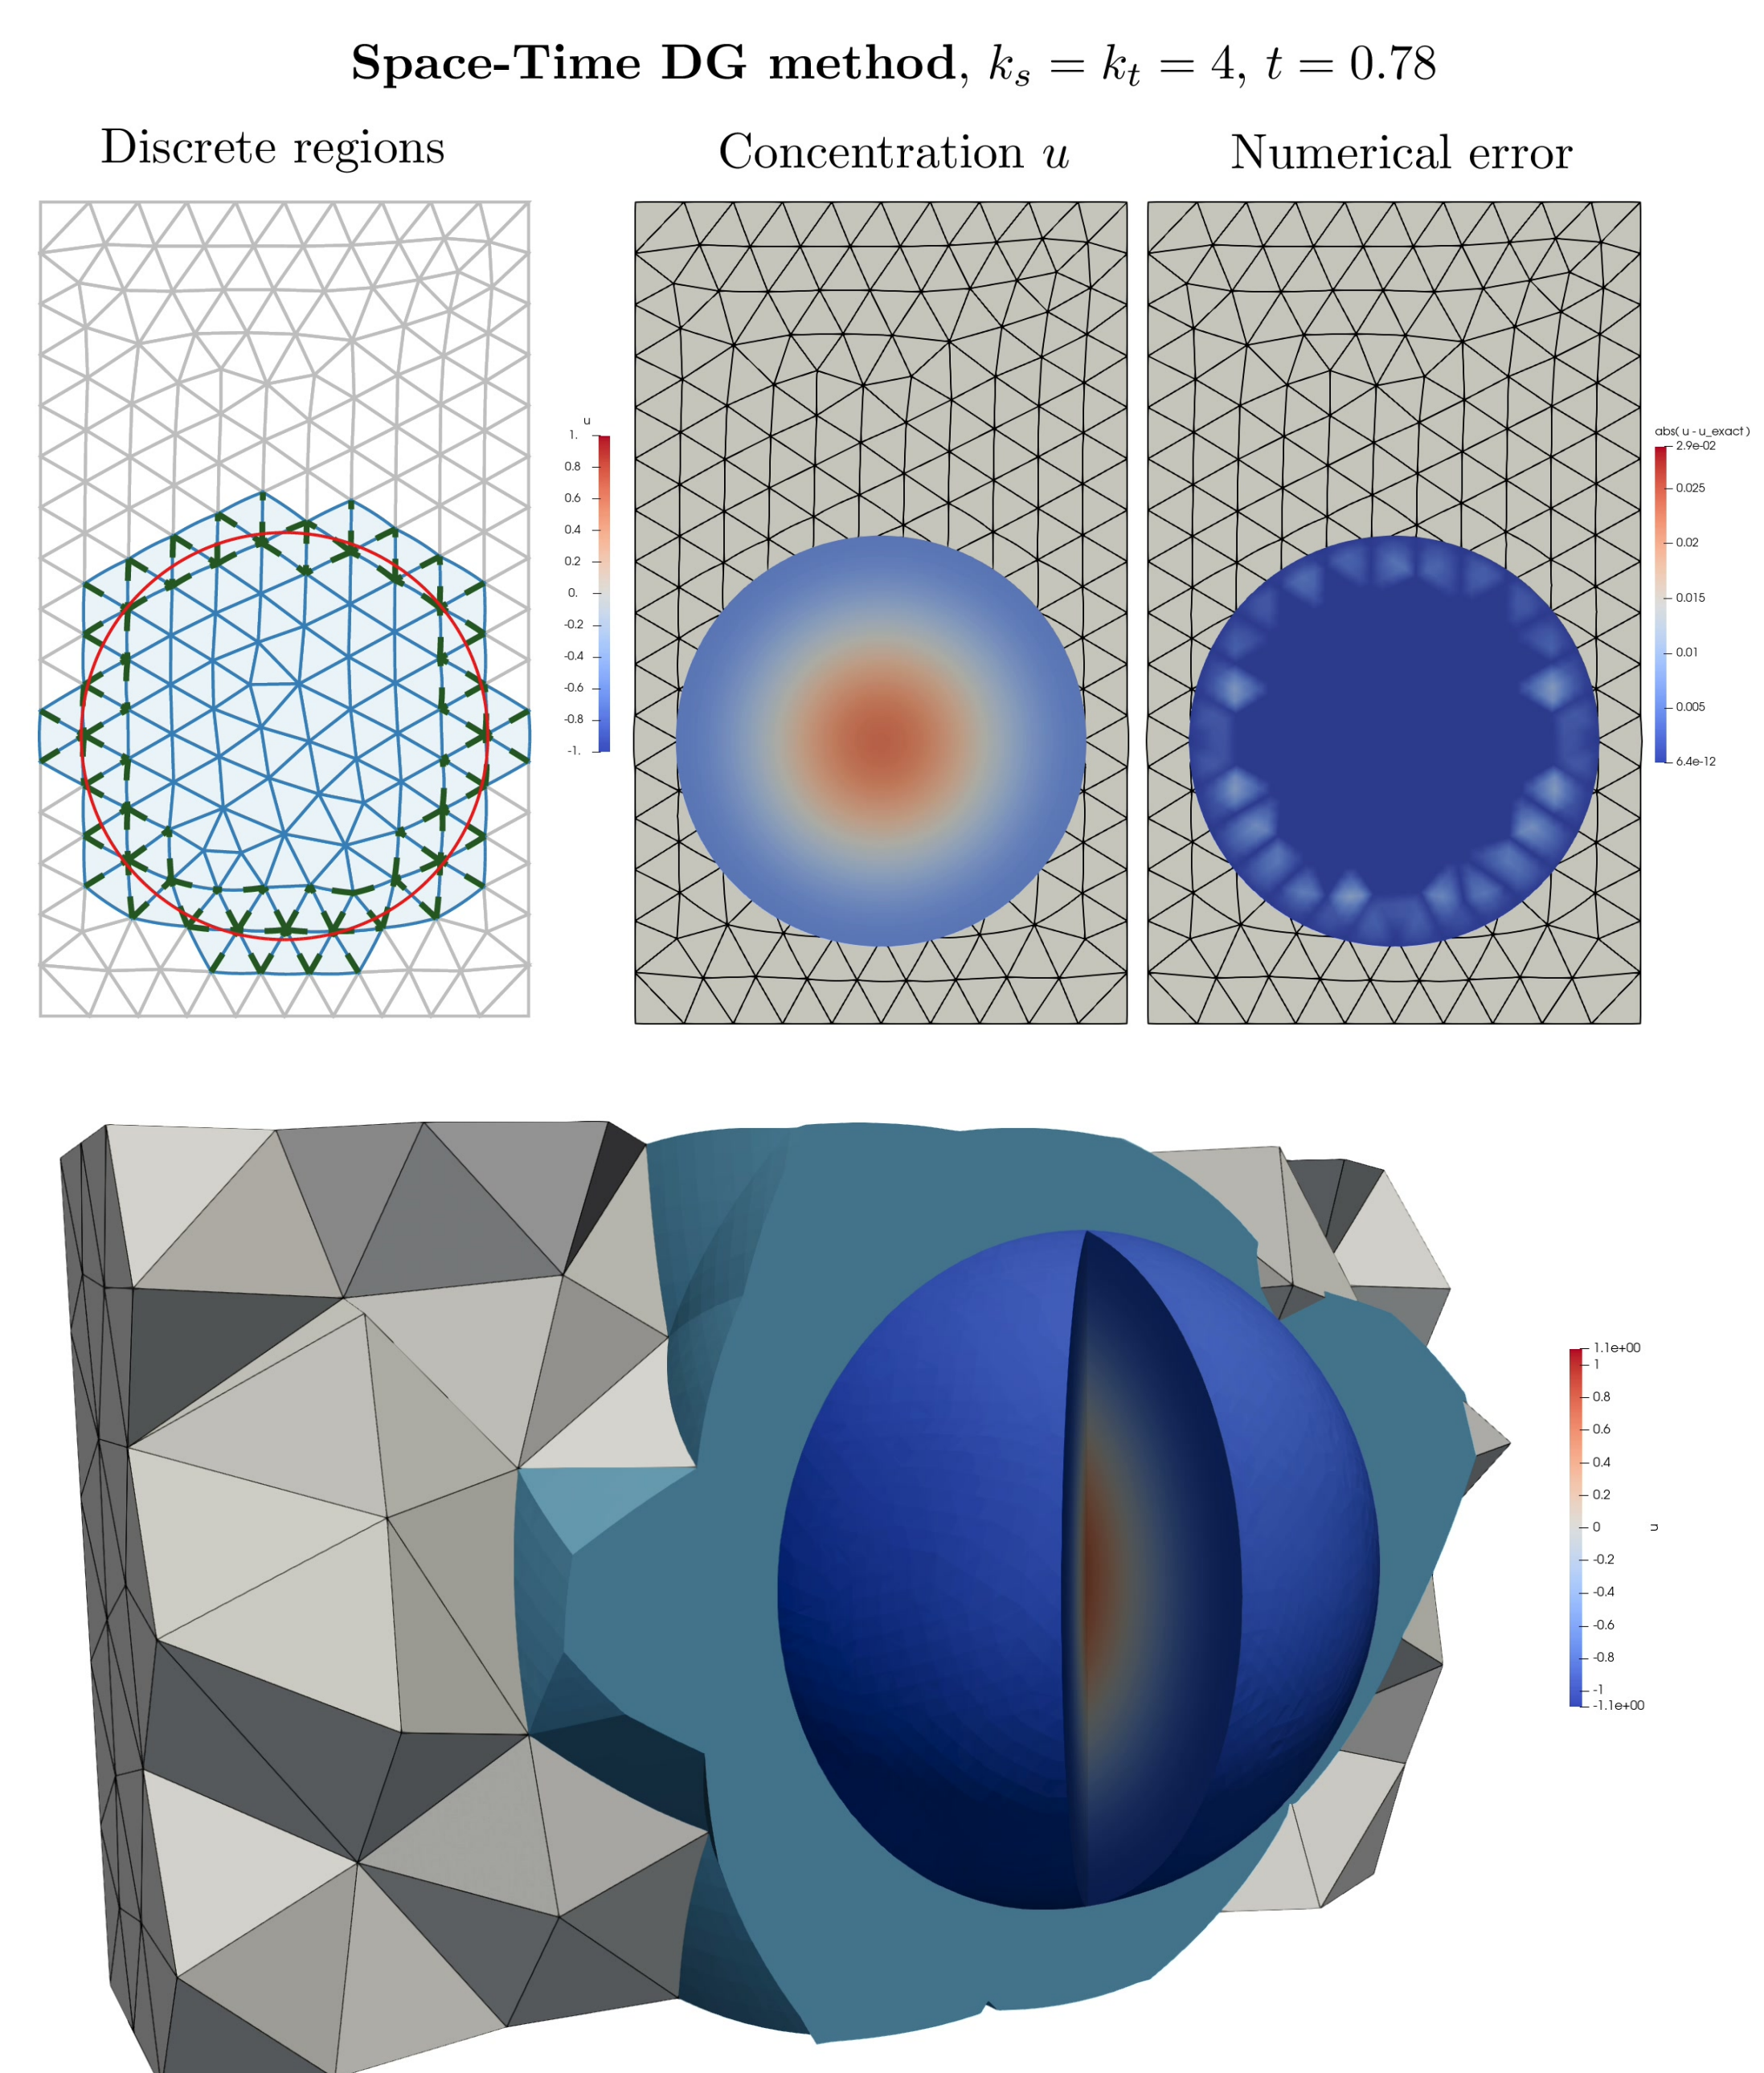 Space-Time DG method, kₛ = kₜ = 4, t = 0.78
Discrete regions
Concentration u
Numerical error
u
1.
0.8
0.6
0.4
0.2
0.
-0.2
-0.4
-0.6
-0.8
-1.
abs( u - u_exact )
2.9e-02
0.025
0.02
0.015
0.01
0.005
6.4e-12
1.1e+00
1
0.8
0.6
0.4
0.2
0
-0.2
-0.4
-0.6
-0.8
-1
-1.1e+00
u